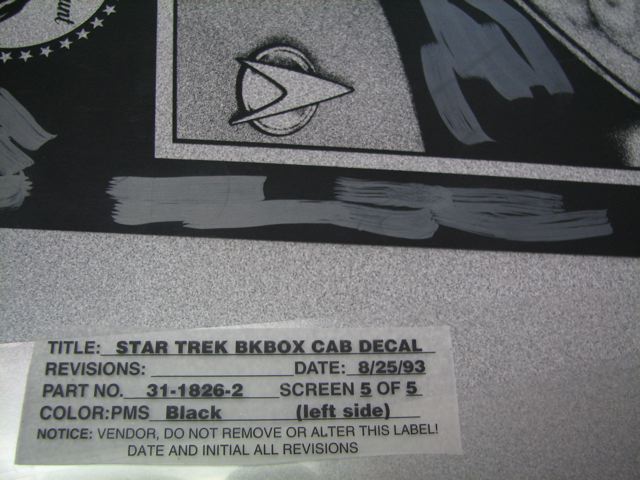 unt
TITLE: STAR TREK BKBOX CAB DECAL
REVISIONS: DATE: 8/25/93
PART NO. 31-1826-2 SCREEN 5 OF 5
COLOR:PMS Black (left side)
NOTICE: VENDOR, DO NOT REMOVE OR ALTER THIS LABEL!
DATE AND INITIAL ALL REVISIONS